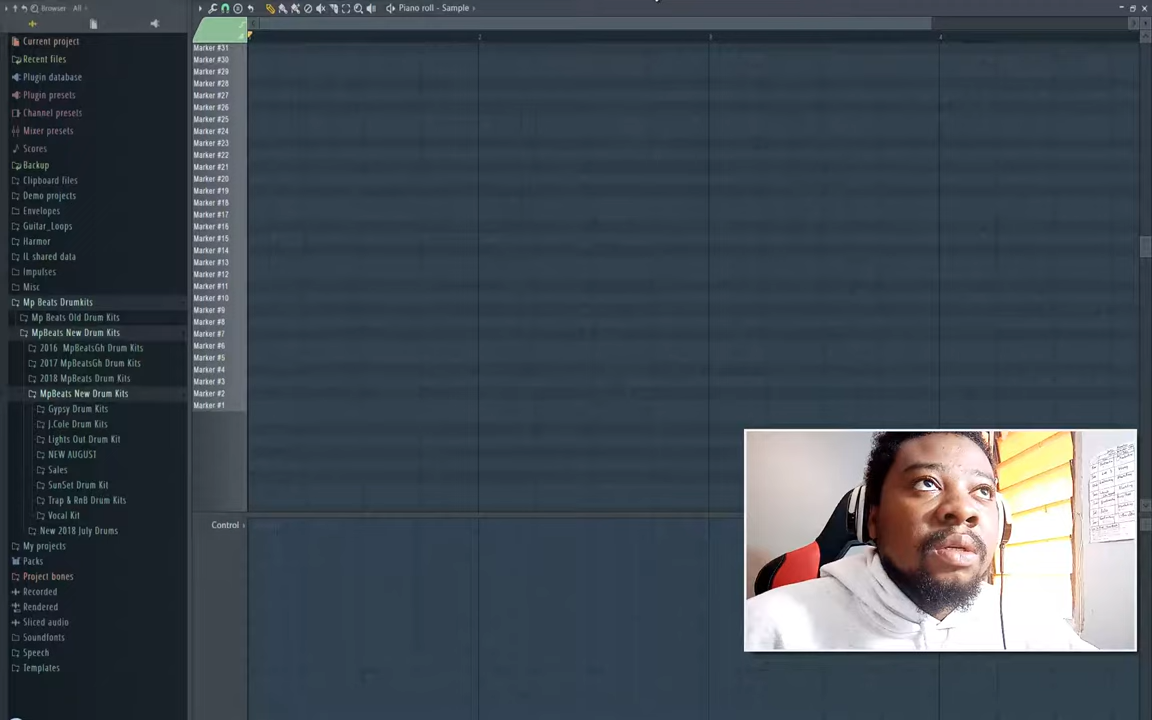 Browser - All
Piano roll - Sample
2
3
4
Current project
Recent files
Plugin database
Plugin presets
Channel presets
Mixer presets
Scores
Backup
Clipboard files
Demo projects
Envelopes
Guitar_Loops
Harmor
IL shared data
Impulses
Misc
Mp Beats Drumkits
Mp Beats Old Drum Kits
MpBeats New Drum Kits
2016 MpBeatsGh Drum Kits
2017 MpBeatsGh Drum Kits
2018 MpBeats Drum Kits
MpBeats New Drum Kits
Gypsy Drum Kits
J.Cole Drum Kits
Lights Out Drum Kit
NEW AUGUST
Sales
SunSet Drum Kit
Trap & RnB Drum Kits
Vocal Kit
New 2018 July Drums
My projects
Packs
Project bones
Recorded
Rendered
Sliced audio
Soundfonts
Speech
Templates
Marker #31
Marker #30
Marker #29
Marker #28
Marker #27
Marker #26
Marker #25
Marker #24
Marker #23
Marker #22
Marker #21
Marker #20
Marker #19
Marker #18
Marker #17
Marker #16
Marker #15
Marker #14
Marker #13
Marker #12
Marker #11
Marker #10
Marker #9
Marker #8
Marker #7
Marker #6
Marker #5
Marker #4
Marker #3
Marker #2
Marker #1
Control